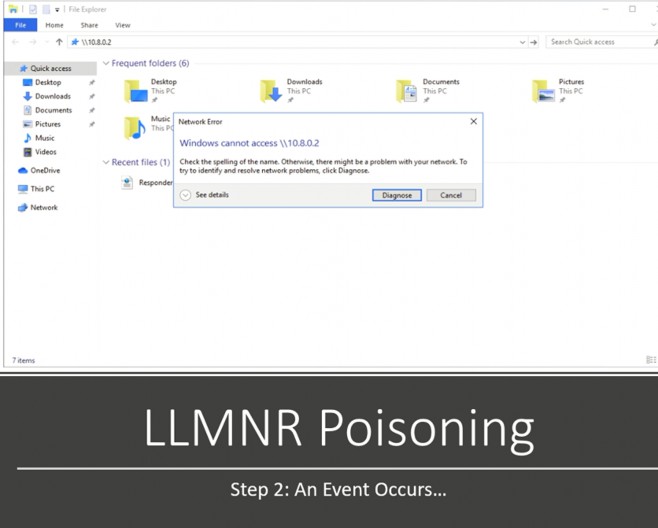 File Explorer
File Home Share View
\\10.8.0.2
Search Quick access
Quick access
Desktop
Downloads
Documents
Pictures
Music
Videos
OneDrive
This PC
Network
Frequent folders (6)
Desktop
This PC
Downloads
This PC
Documents
This PC
Pictures
This PC
Music
This PC
Recent files (1)
Responder
Network Error
Windows cannot access \\10.8.0.2
Check the spelling of the name. Otherwise, there might be a problem with your network. To
try to identify and resolve network problems, click Diagnose.
See details
Diagnose
Cancel
7 items
LLMNR Poisoning
Step 2: An Event Occurs...